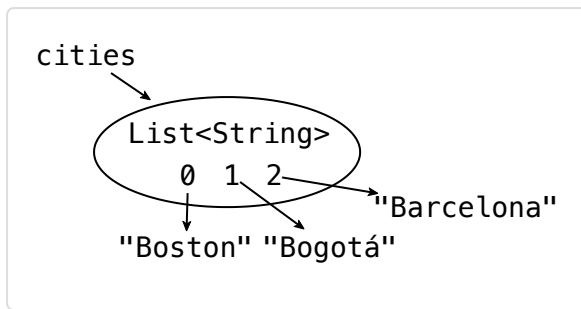 cities
List<String>
0 1 2
"Barcelona"
"Boston" "Bogotá"